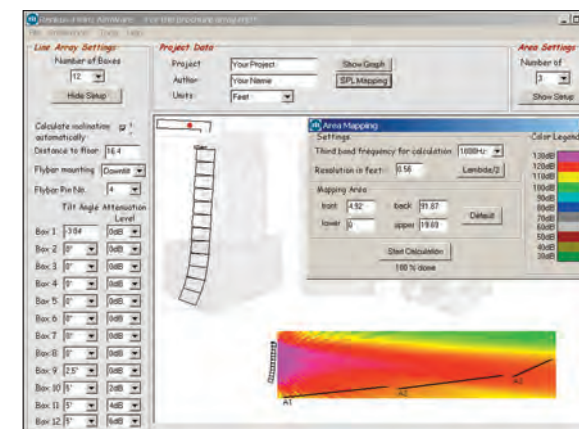 Line Array Settings
Number of Boxes
12
Hide Setup
Project Data
Project Your Project
Author Your Name
Units Feet
Show Graph
SPL Mapping
Area Settings
Number of
3
Show Setup
Calculate inclination
automatically
Distance to floor 16.4
Flybar mounting Downtilt
Flybar Pin No. 4
Tilt Angle Attenuation
Level
Box 1 0dB
Box 2 0° 0dB
Box 3 0° 0dB
Box 4 0° 0dB
Box 5 0° 0dB
Box 6 0° 0dB
Box 7 0° 0dB
Box 8 0° 0dB
Box 9 2.5° 0dB
Box 10 5° 2dB
Box 11 5° 4dB
Box 12 5° 6dB
Area Mapping
Settings
Third band frequency for calculation
Resolution in feet: 0.56 Lambda/2
Mapping Area
front 4.92 back 91.87
lower 0 upper
Default
Start Calculation
100 % done
Color Legend
130dB
120dB
110dB
100dB
90dB
80dB
70dB
60dB
50dB
40dB
30dB
A1
A2
A3